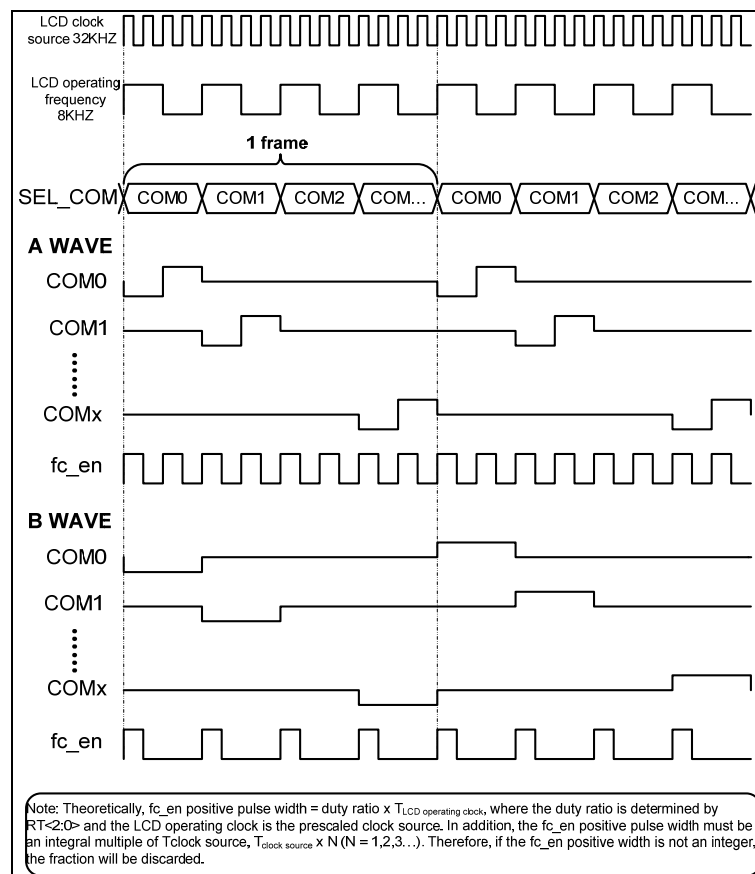 LCD clock
source 32KHZ
LCD operating
frequency
8KHZ
1 frame
SEL_COM COM0 COM1 COM2 COM... COM0 COM1 COM2 COM...
A WAVE
COM0
COM1
COMx
fc_en
B WAVE
COM0
COM1
COMx
fc_en
Note: Theoretically, fc_en positive pulse width = duty ratio x TLCD operating clock, where the duty ratio is determined by
RT<2:0> and the LCD operating clock is the prescaled clock source. In addition, the fc_en positive pulse width must be
an integral multiple of Tclock source, Tclock source x N (N = 1,2,3...). Therefore, if the fc_en positive width is not an integer,
the fraction will be discarded.